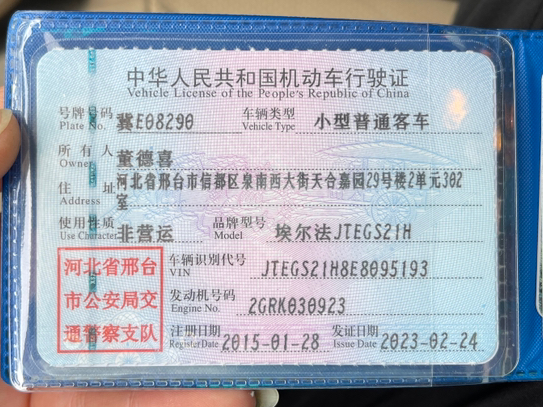 中华人民共和国机动车行驶证
Vehicle License of the People's Republic of China
号牌号码 冀E08290 车辆类型 小型普通客车
Plate No. Vehicle Type
所有人 董德喜
Owner
住址 河北省邢台市信都区泉南西大街天合嘉园29号楼2单元302
Address 室
使用性质 非营运 品牌型号 埃尔法JTEGS21H
Use Character Model
河北省邢台
市公安局交
通警察支队
车辆识别代号 JTEGS21H8E8095193
VIN
发动机号码 2GRK030923
Engine No.
注册日期 2015-01-28 发证日期 2023-02-24
Register Date Issue Date